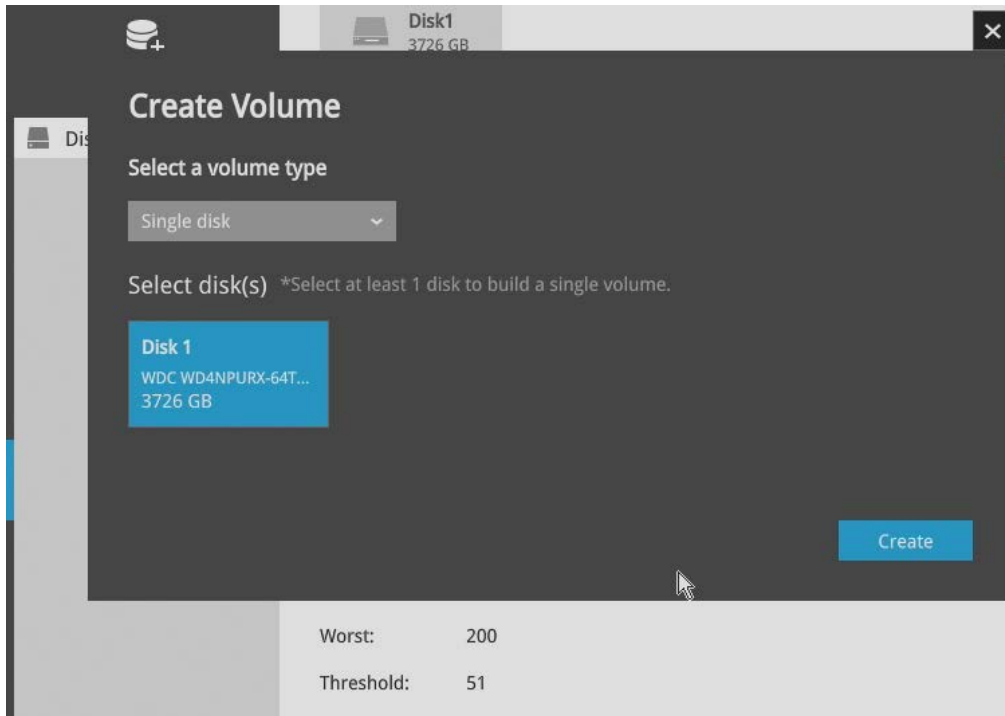 Disk1
3726 GB
Create Volume
Select a volume type
Single disk
Select disk(s) *Select at least 1 disk to build a single volume.
Disk 1
WDC WD4NPURX-64T...
3726 GB
Create
Worst: 200
Threshold: 51